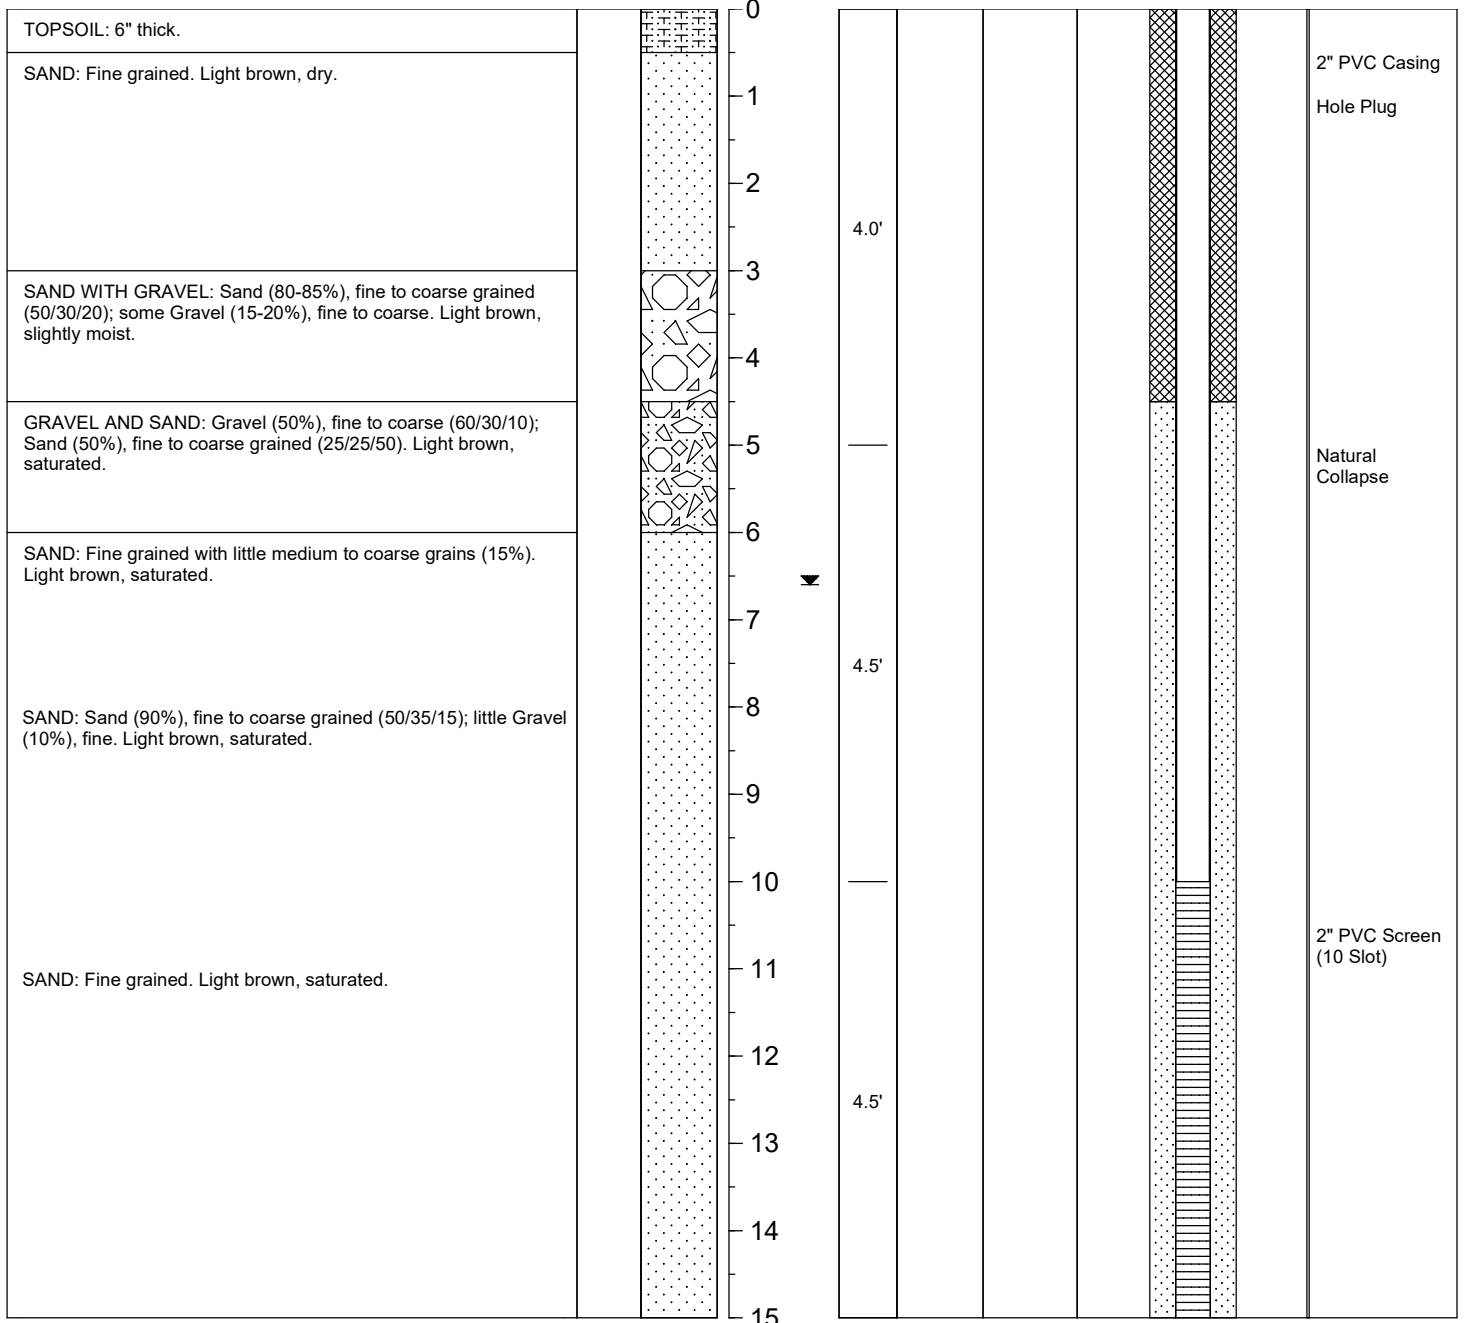 TOPSOIL: 6" thick.
SAND: Fine grained. Light brown, dry.
SAND WITH GRAVEL: Sand (80-85%), fine to coarse grained
(50/30/20); some Gravel (15-20%), fine to coarse. Light brown,
slightly moist.
GRAVEL AND SAND: Gravel (50%), fine to coarse (60/30/10);
Sand (50%), fine to coarse grained (25/25/50). Light brown,
saturated.
SAND: Fine grained with little medium to coarse grains (15%).
Light brown, saturated.
SAND: Sand (90%), fine to coarse grained (50/35/15); little Gravel
(10%), fine. Light brown, saturated.
SAND: Fine grained. Light brown, saturated.
0
1
2
3
4
5
6
7
8
9
10
11
12
13
14
15
4.0'
4.5'
4.5'
2" PVC Casing
Hole Plug
Natural
Collapse
2" PVC Screen
(10 Slot)